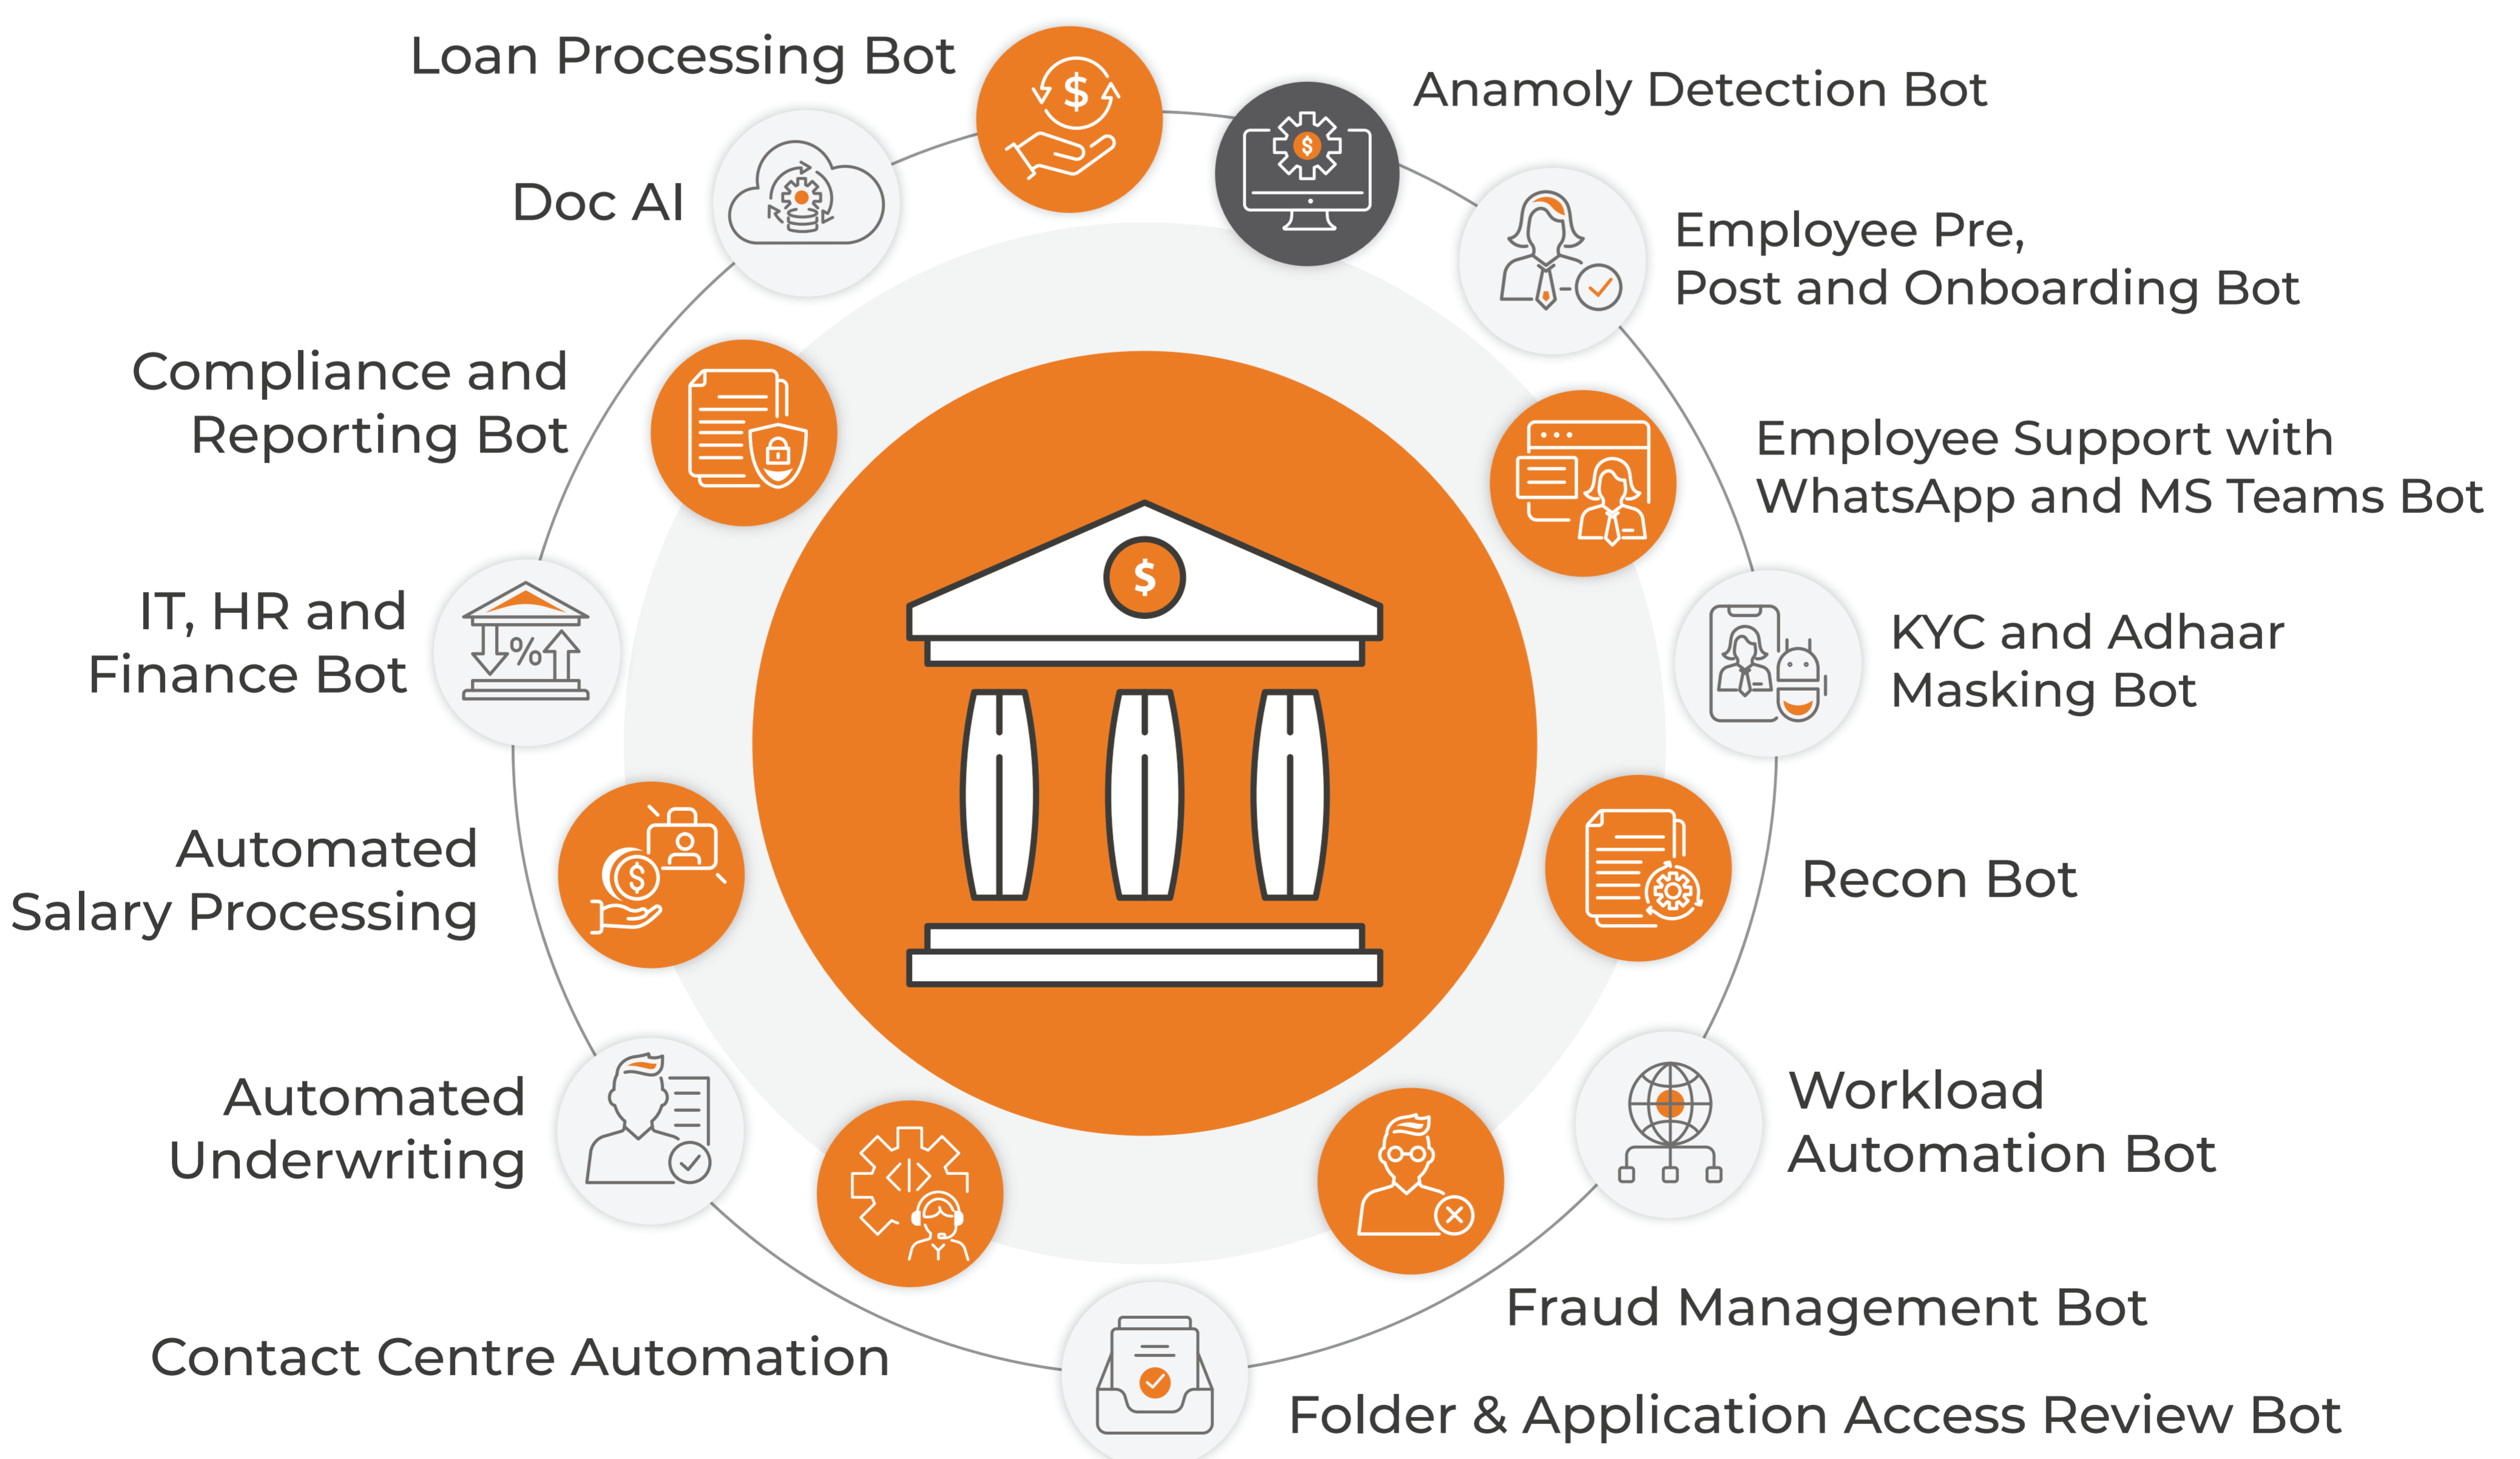 Loan Processing Bot
Anamoly Detection Bot
Doc AI
Employee Pre,
Post and Onboarding Bot
Compliance and
Reporting Bot
Employee Support with
WhatsApp and MS Teams Bot
IT, HR and
Finance Bot
KYC and Adhaar
Masking Bot
Automated
Salary Processing
Recon Bot
Automated
Underwriting
Workload
Automation Bot
Fraud Management Bot
Contact Centre Automation
Folder & Application Access Review Bot